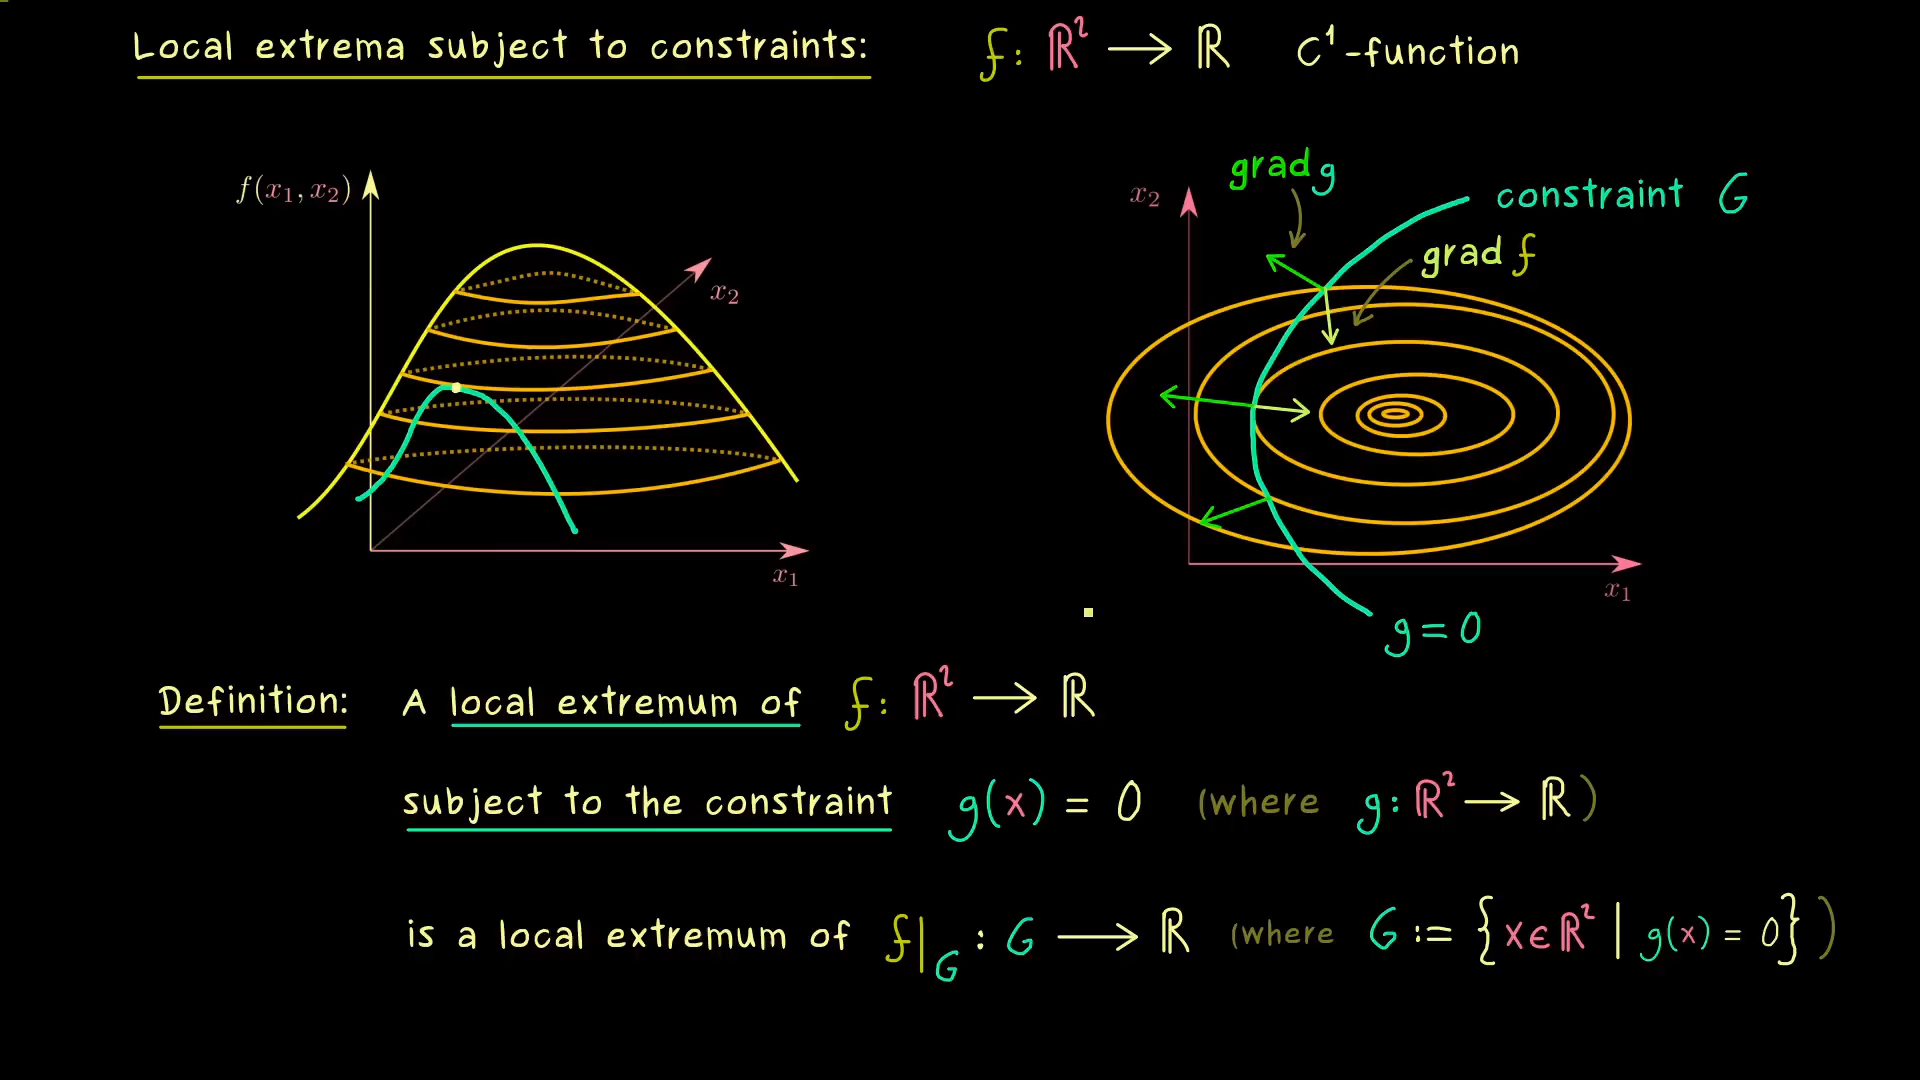 Local extrema subject to constraints: f: ℝ² → ℝ C¹-function
f(x₁, x₂)
x₂
x₁
grad g
x₂
constraint G
grad f
x₁
g = 0
Definition: A local extremum of f: ℝ² → ℝ
subject to the constraint g(x) = 0 (where g: ℝ² → ℝ)
is a local extremum of f|_G : G → ℝ (where G := {x ∈ ℝ² | g(x) = 0})